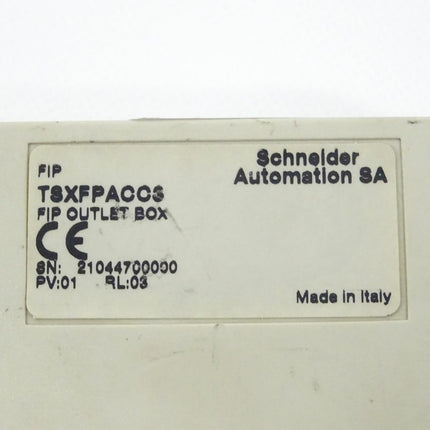 FIP
TSXFPACC3
FIP OUTLET BOX
CE
SN: 21044700000
PV:01 RL:03
Schneider
Automation SA
Made in Italy